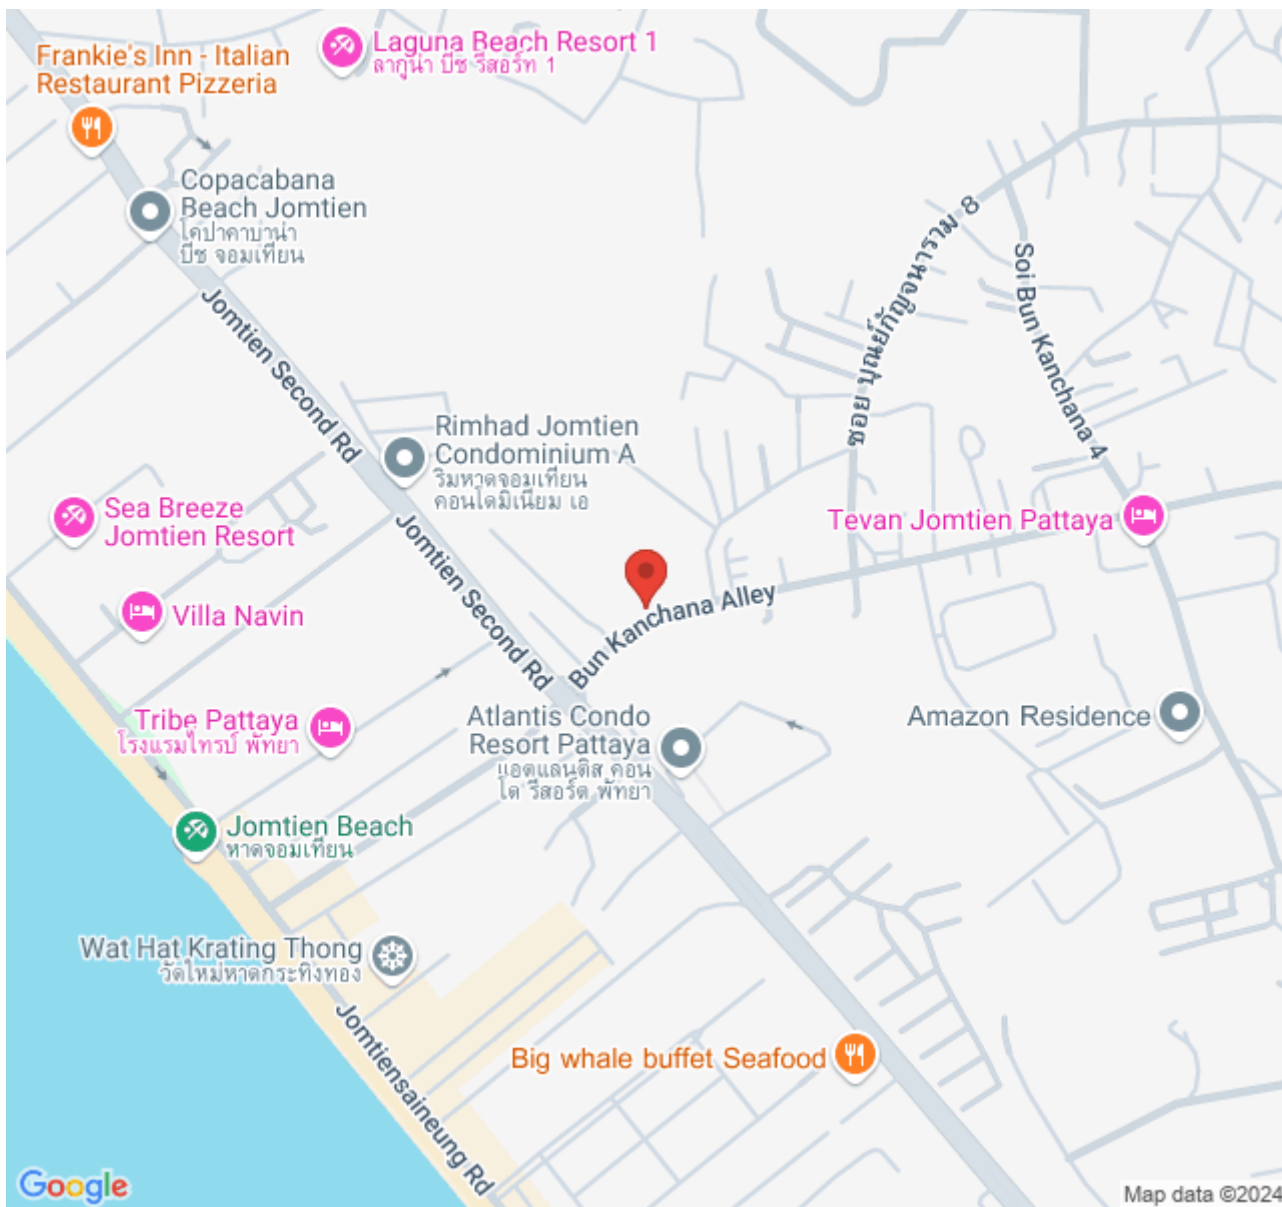 Laguna Beach Resort 1
ลากูน่า บีช รีสอร์ท 1
Frankie's Inn - Italian
Restaurant Pizzeria
Copacabana
Beach Jomtien
โคปาคาบาน่า
บีช จอมเทียน
ซอย บุณย์กัญจนาราม 8
Soi Bun Kanchana 4
Jomtien Second Rd
Rimhad Jomtien
Condominium A
ริมหาดจอมเทียน
คอนโดมิเนียม เอ
Sea Breeze
Jomtien Resort
Tevan Jomtien Pattaya
Jomtien Second Rd
Villa Navin
Bun Kanchana Alley
Tribe Pattaya
โรงแรมไทรบ์ พัทยา
Atlantis Condo
Resort Pattaya
แอตแลนติส คอน
โด รีสอร์ต พัทยา
Amazon Residence
Jomtien Beach
หาดจอมเทียน
Wat Hat Krating Thong
วัดใหม่หาดกระทิงทอง
Jomtiensaineung Rd
Big whale buffet Seafood
Google
Map data ©2024